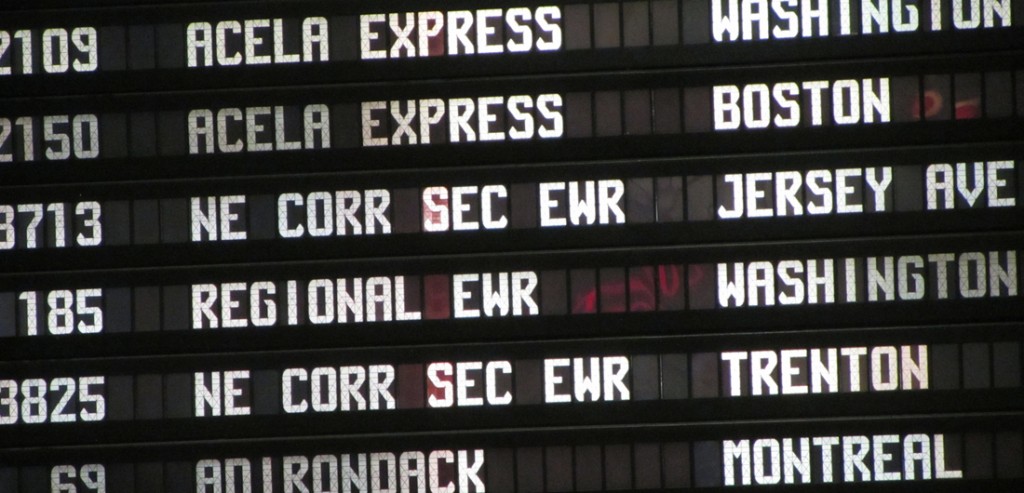 2109 ACELA EXPRESS WASHINGTON
2150 ACELA EXPRESS BOSTON
3713 NE CORR SEC EWR JERSEY AVE
185 REGIONAL EWR WASHINGTON
3825 NE CORR SEC EWR TRENTON
69 ADIRONDACK MONTREAL